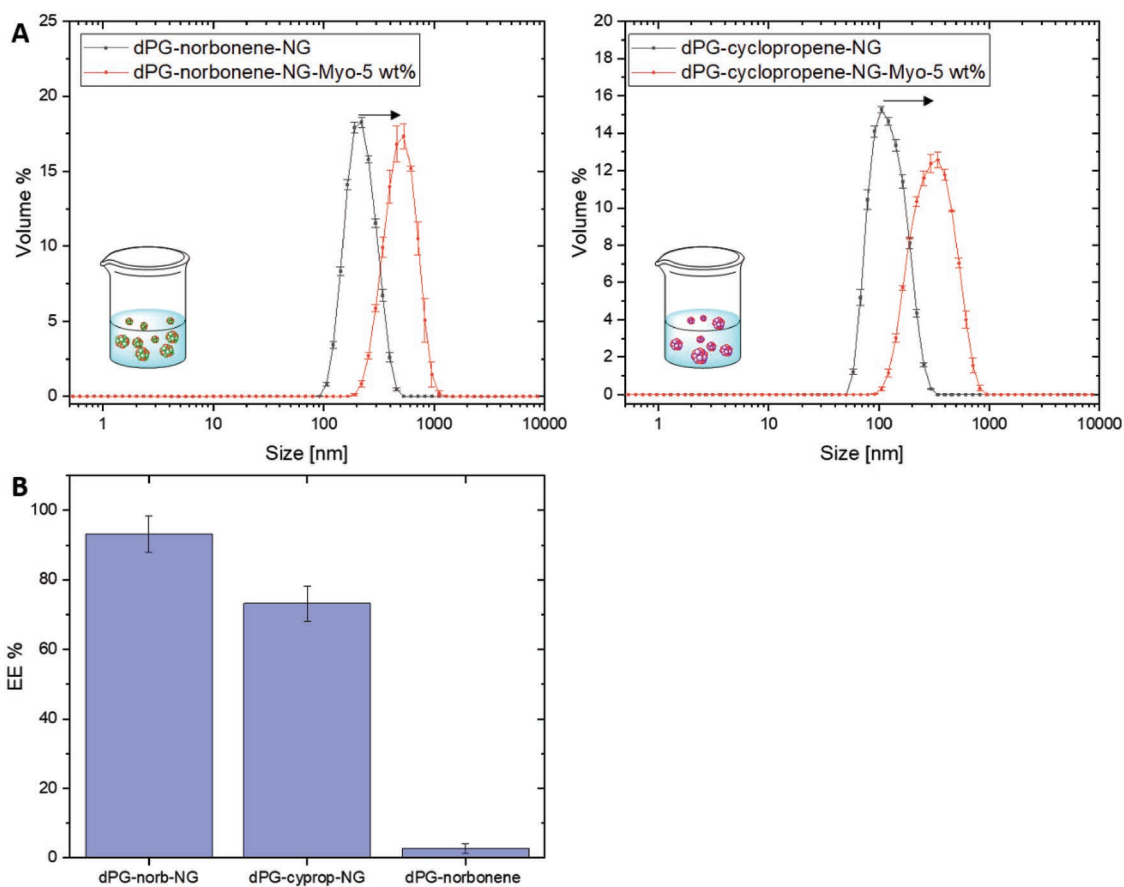 A
dPG-norbonene-NG
dPG-norbonene-NG-Myo-5 wt%
25
20
15
10
5
0
Volume %
1
10
100
1000
10000
Size [nm]
dPG-cyclopropene-NG
dPG-cyclopropene-NG-Myo-5 wt%
20
18
16
14
12
10
8
6
4
2
0
Volume %
1
10
100
1000
10000
Size [nm]
B
100
80
60
40
20
0
EE %
dPG-norb-NG
dPG-cyprop-NG
dPG-norbonene